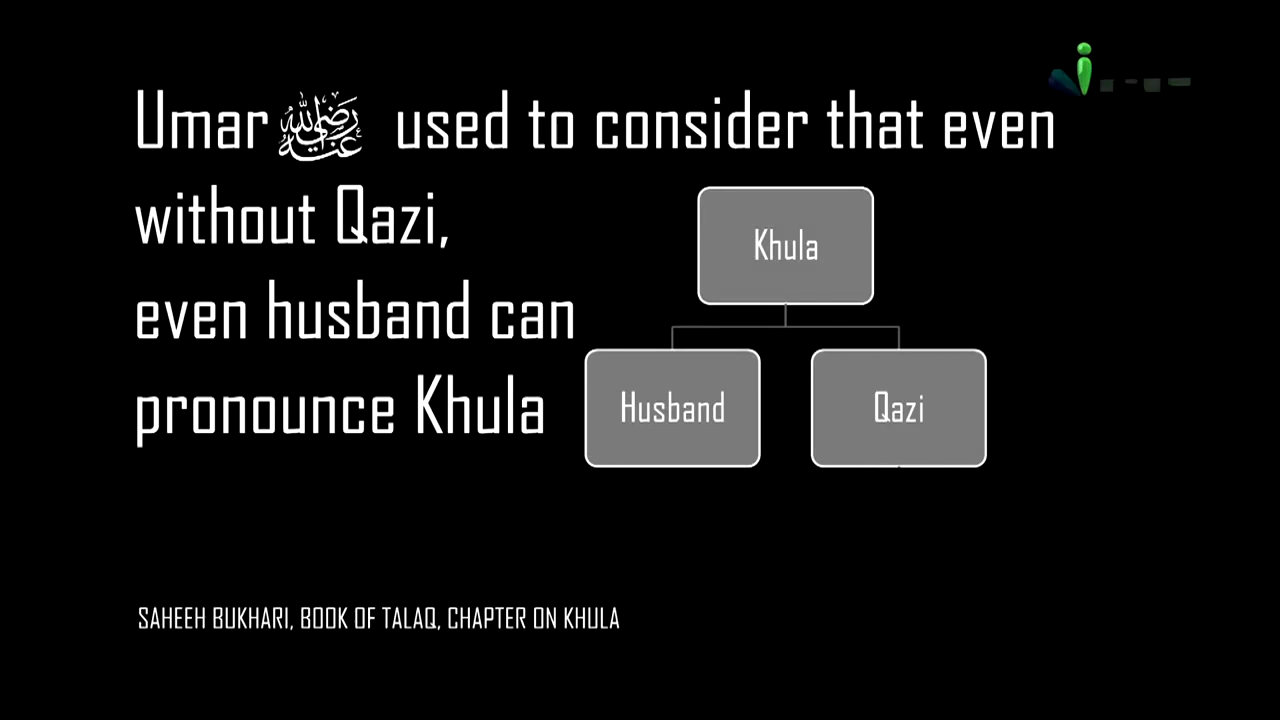 Umar رضي الله عنه used to consider that even
without Qazi,
even husband can
pronounce Khula
Khula
Husband
Qazi
SAHEEH BUKHARI, BOOK OF TALAQ, CHAPTER ON KHULA